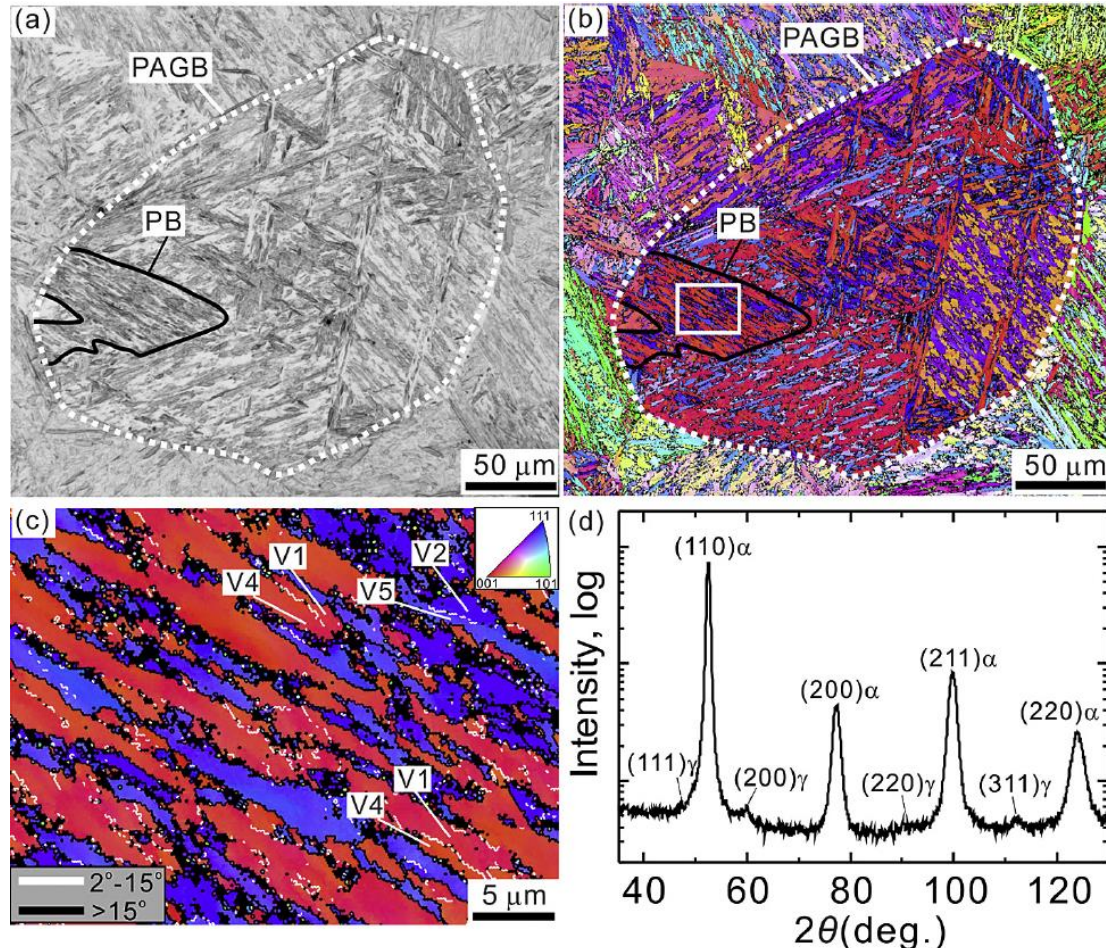 (a)
PAGB
PB
50 μm
(b)
PAGB
PB
50 μm
(c)
V1
V4
V2
V5
111
001
101
V1
V4
2°-15°
>15°
5 μm
(d)
Intensity, log
(110)α
(200)α
(211)α
(220)α
(111)γ
(200)γ
(220)γ
(311)γ
40 60 80 100 120
2θ(deg.)